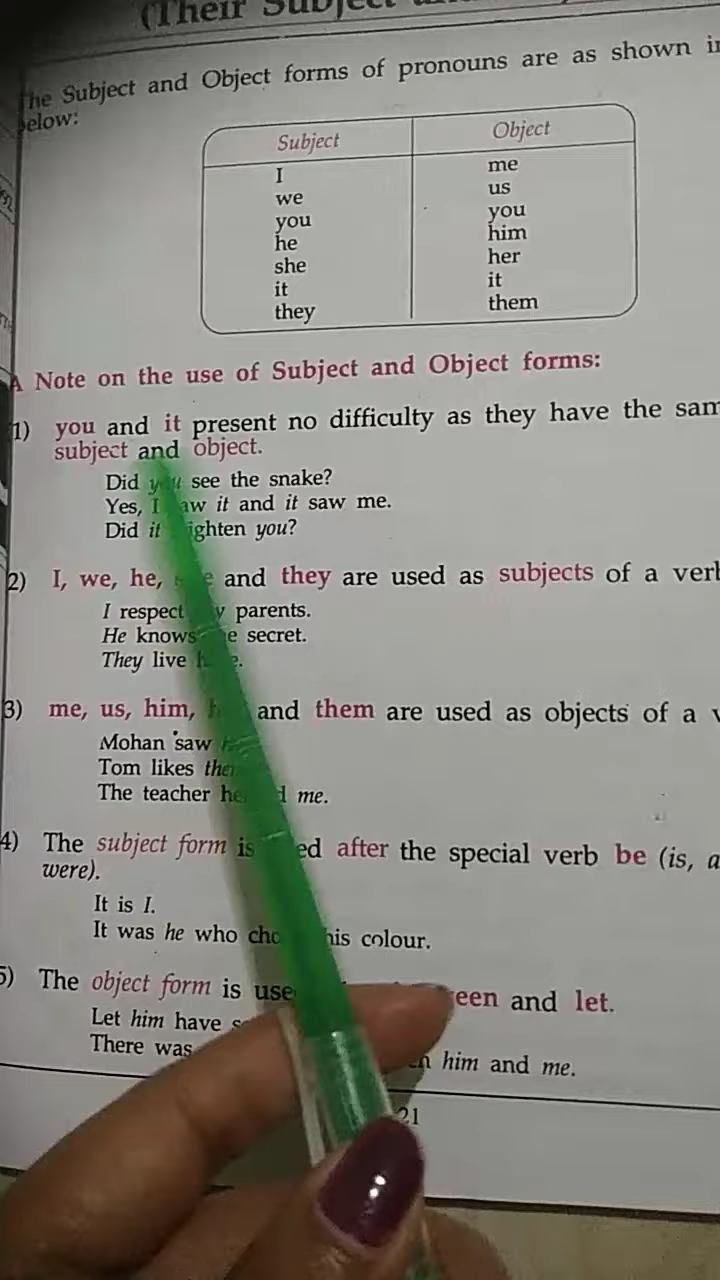 (Their Subject
The Subject and Object forms of pronouns are as shown in
below:
Subject Object
I me
we us
you you
he him
she her
it it
they them
A Note on the use of Subject and Object forms:
1) you and it present no difficulty as they have the
subject and object.
Did you see the snake?
Yes, I saw it and it saw me.
Did it you?
2) I, we, he, and they are used as subjects of a verb
I respect parents.
He knows secret.
They live
3) me, us, him, and them are used as objects of a
Mohan saw
Tom likes
The teacher me.
4) The subject form is after the special verb be (is,
were).
It is I.
It was he who his colour.
5) The object form is and let.
Let him have
There was him and me.
21